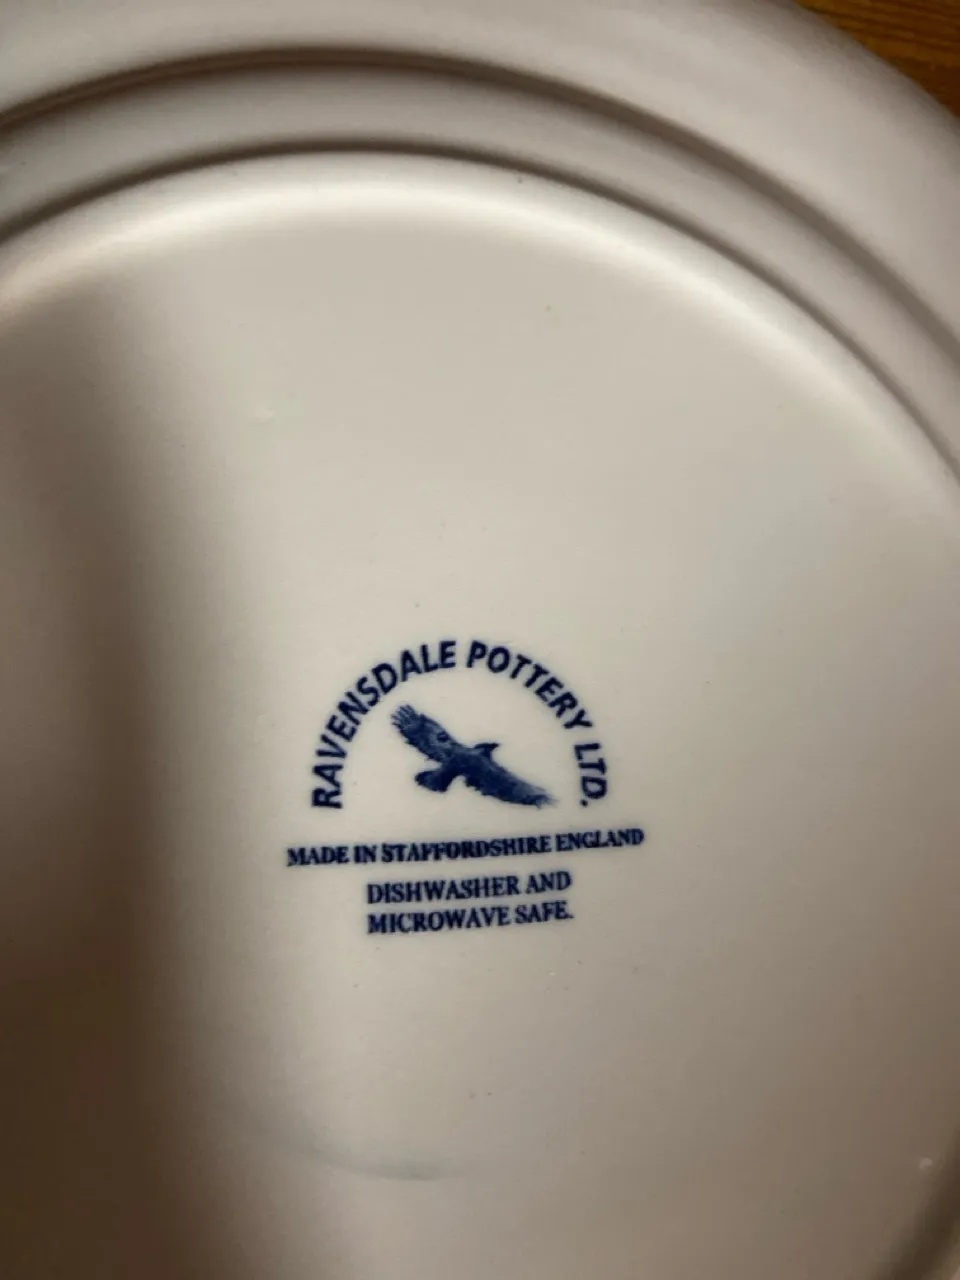 RAVENSDALE POTTERY LTD.
MADE IN STAFFORDSHIRE ENGLAND
DISHWASHER AND
MICROWAVE SAFE.